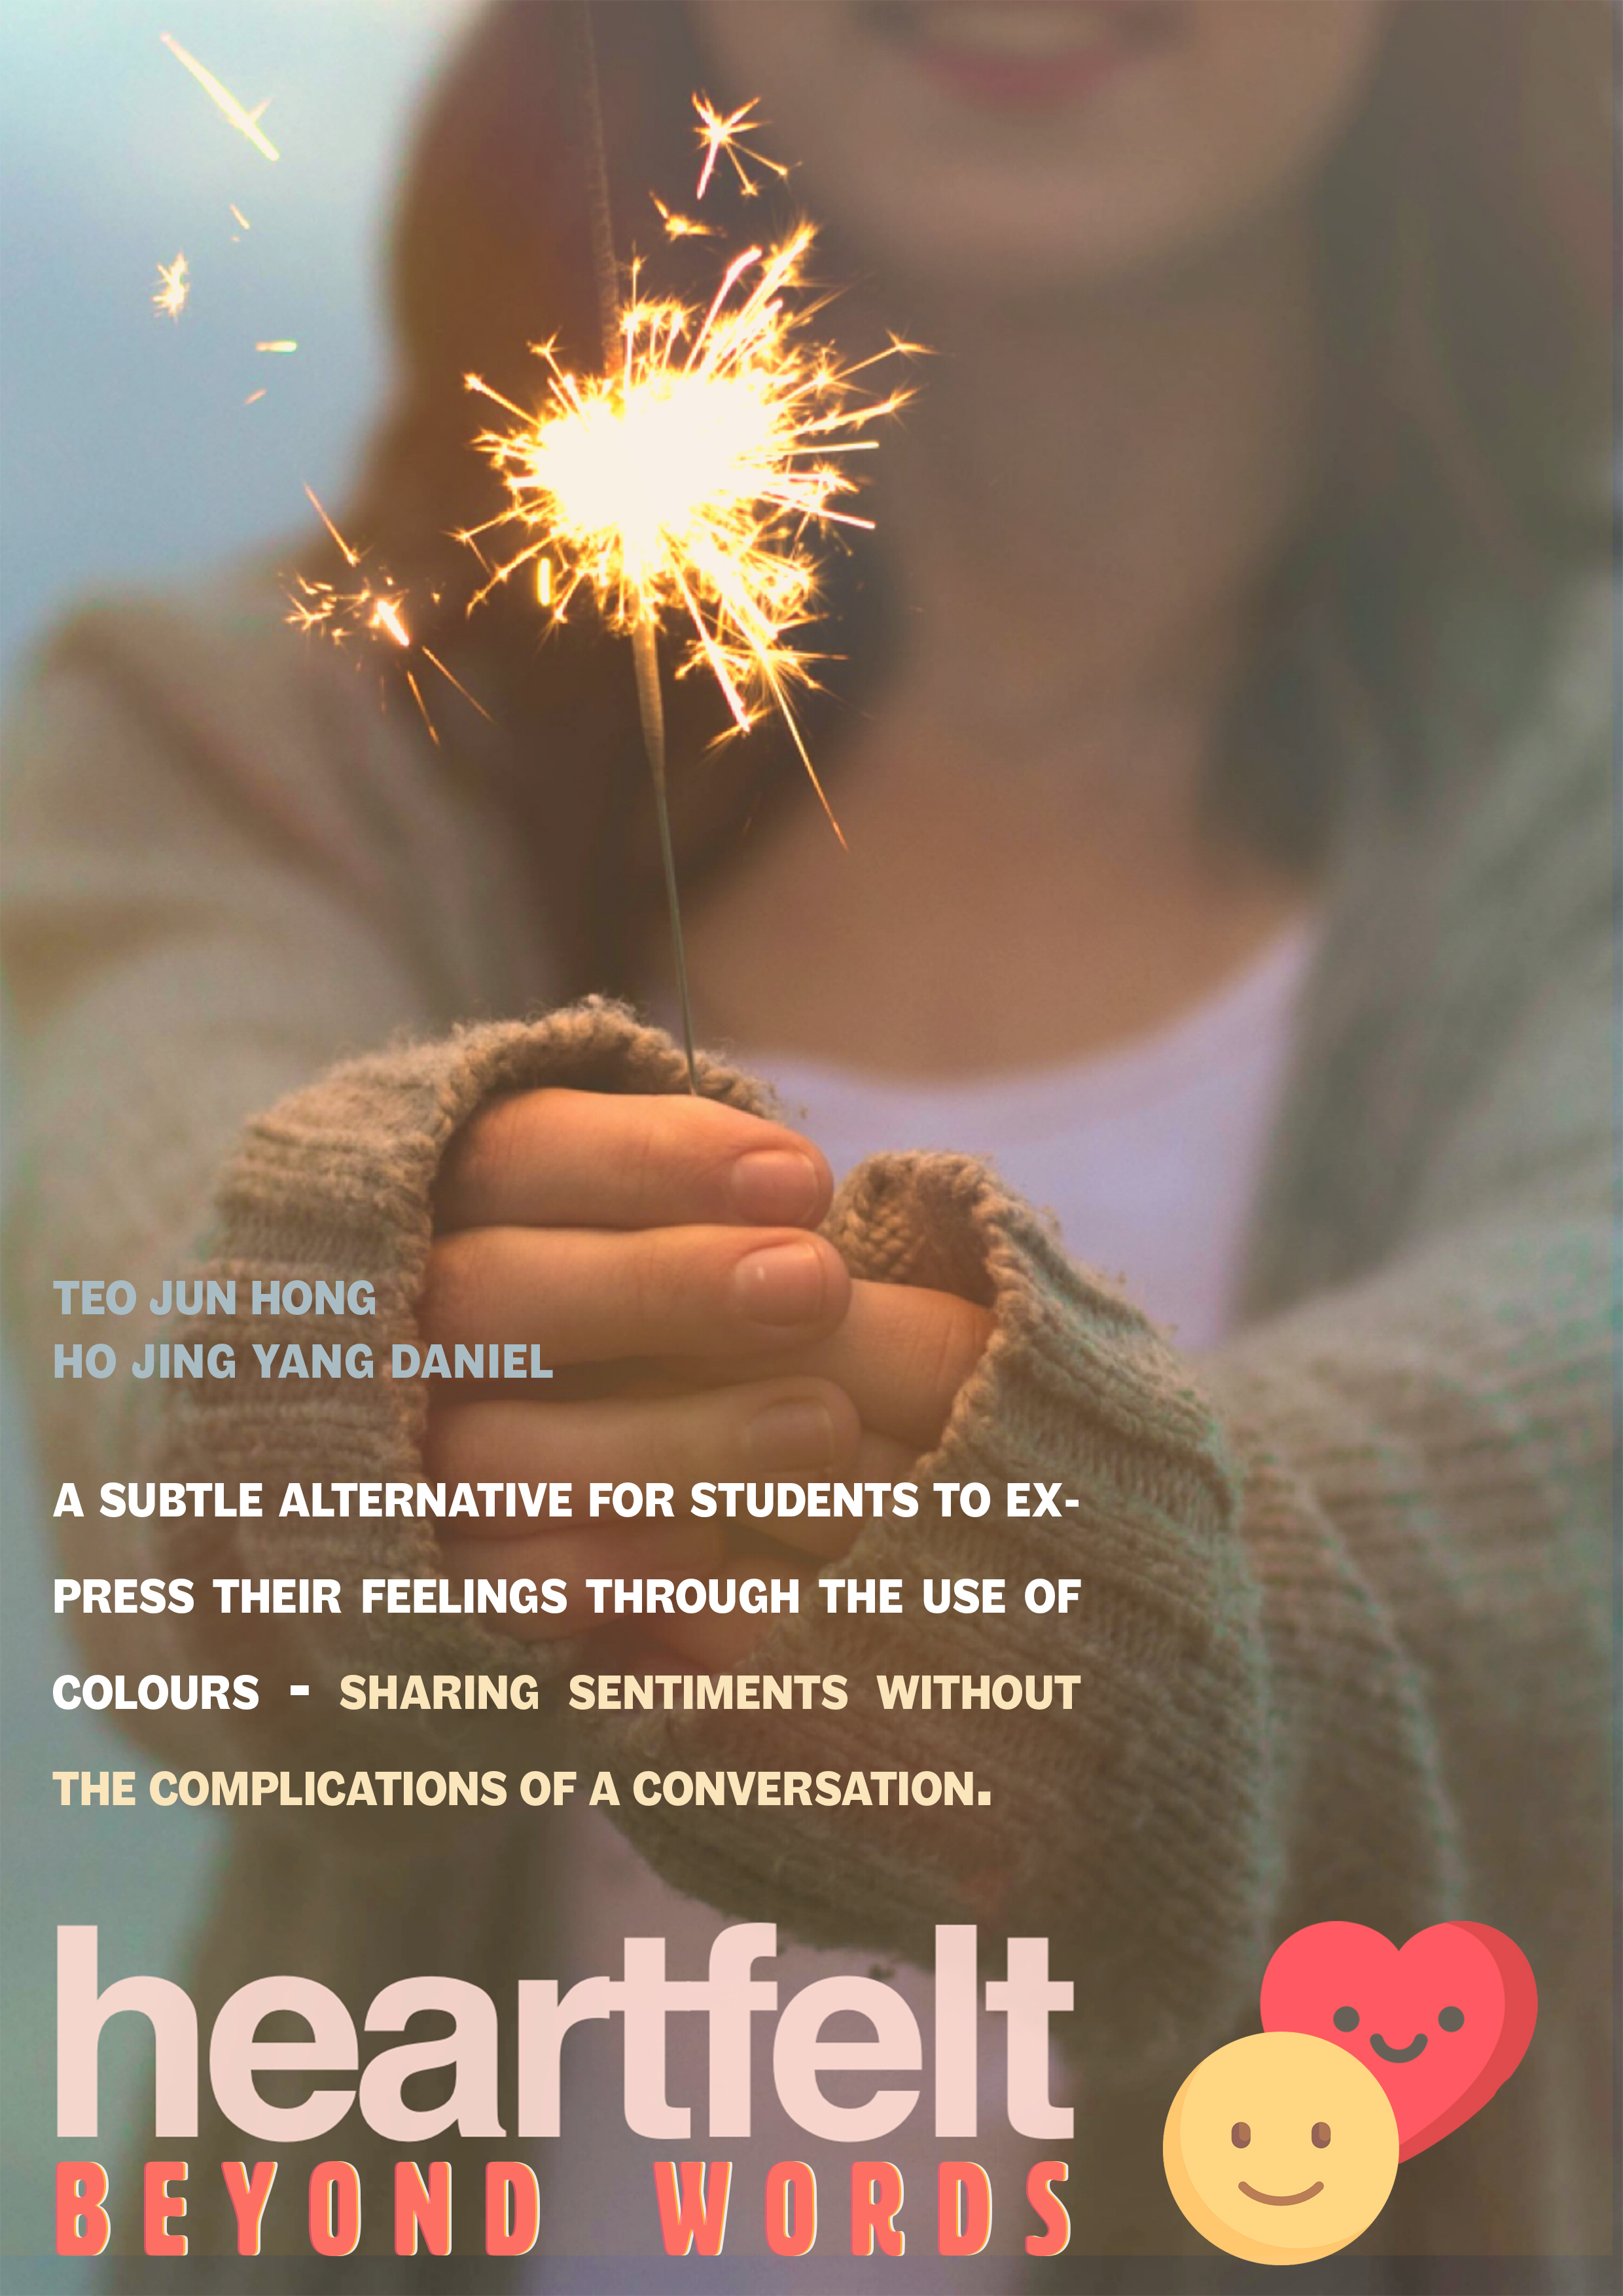 TEO JUN HONG
HO JING YANG DANIEL
A SUBTLE ALTERNATIVE FOR STUDENTS TO EX-
PRESS THEIR FEELINGS THROUGH THE USE OF
COLOURS - SHARING SENTIMENTS WITHOUT
THE COMPLICATIONS OF A CONVERSATION.
heartfelt
BEYOND WORDS